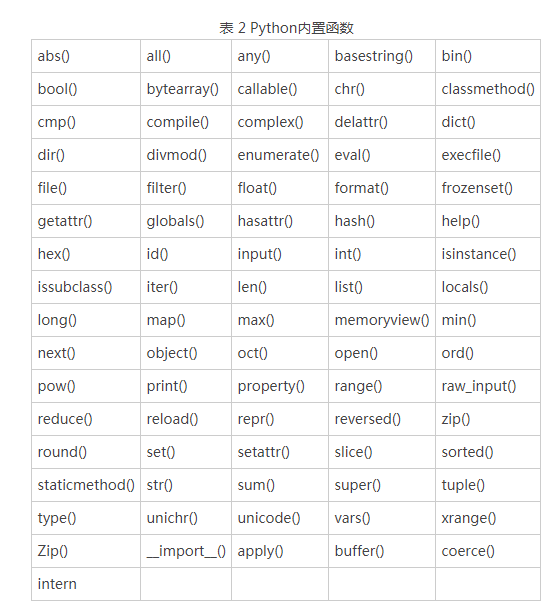 表 2 Python内置函数
abs() all() any() basestring() bin()
bool() bytearray() callable() chr() classmethod()
cmp() compile() complex() delattr() dict()
dir() divmod() enumerate() eval() execfile()
file() filter() float() format() frozenset()
getattr() globals() hasattr() hash() help()
hex() id() input() int() isinstance()
issubclass() iter() len() list() locals()
long() map() max() memoryview() min()
next() object() oct() open() ord()
pow() print() property() range() raw_input()
reduce() reload() repr() reversed() zip()
round() set() setattr() slice() sorted()
staticmethod() str() sum() super() tuple()
type() unichr() unicode() vars() xrange()
Zip() __import__() apply() buffer() coerce()
intern